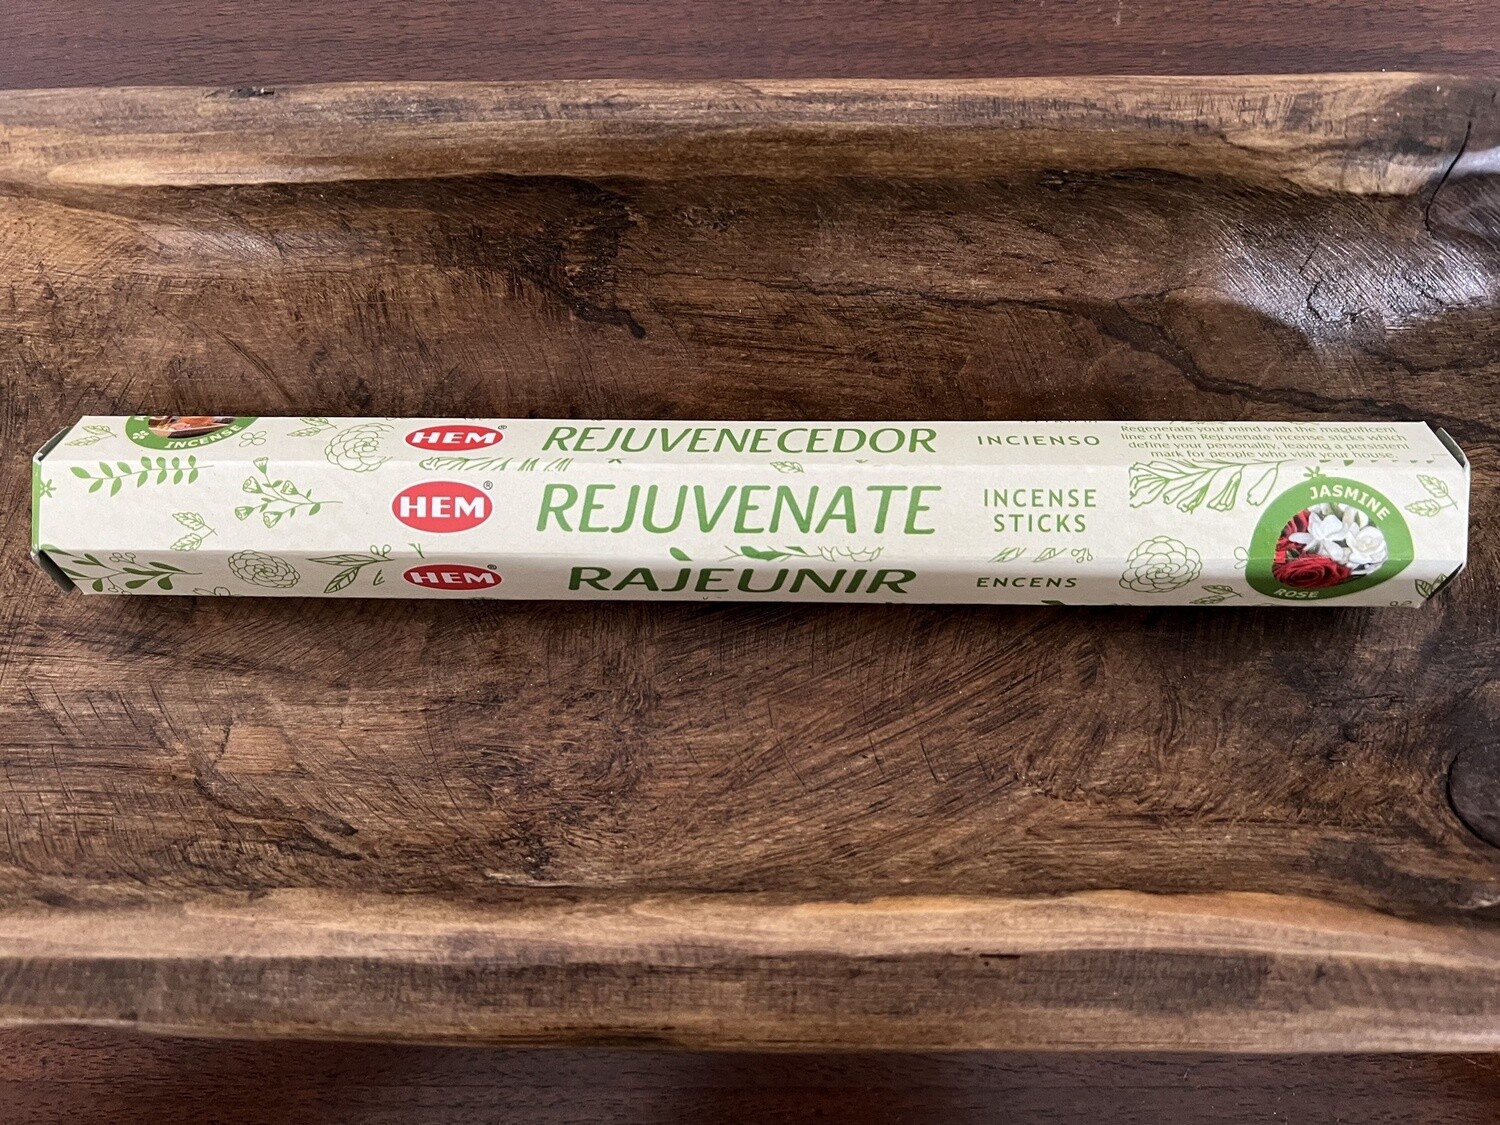 INCENSE
HEM®
REJUVENECEDOR
INCIENSO
Regenerate your mind with a magnificent
line of Hem Rejuvenate incense sticks which
define your personality, leaving a persistent
mark for people who visit your house.
HEM®
REJUVENATE
INCENSE
STICKS
JASMINE
ROSE
HEM®
RAJEUNIR
ENCENS